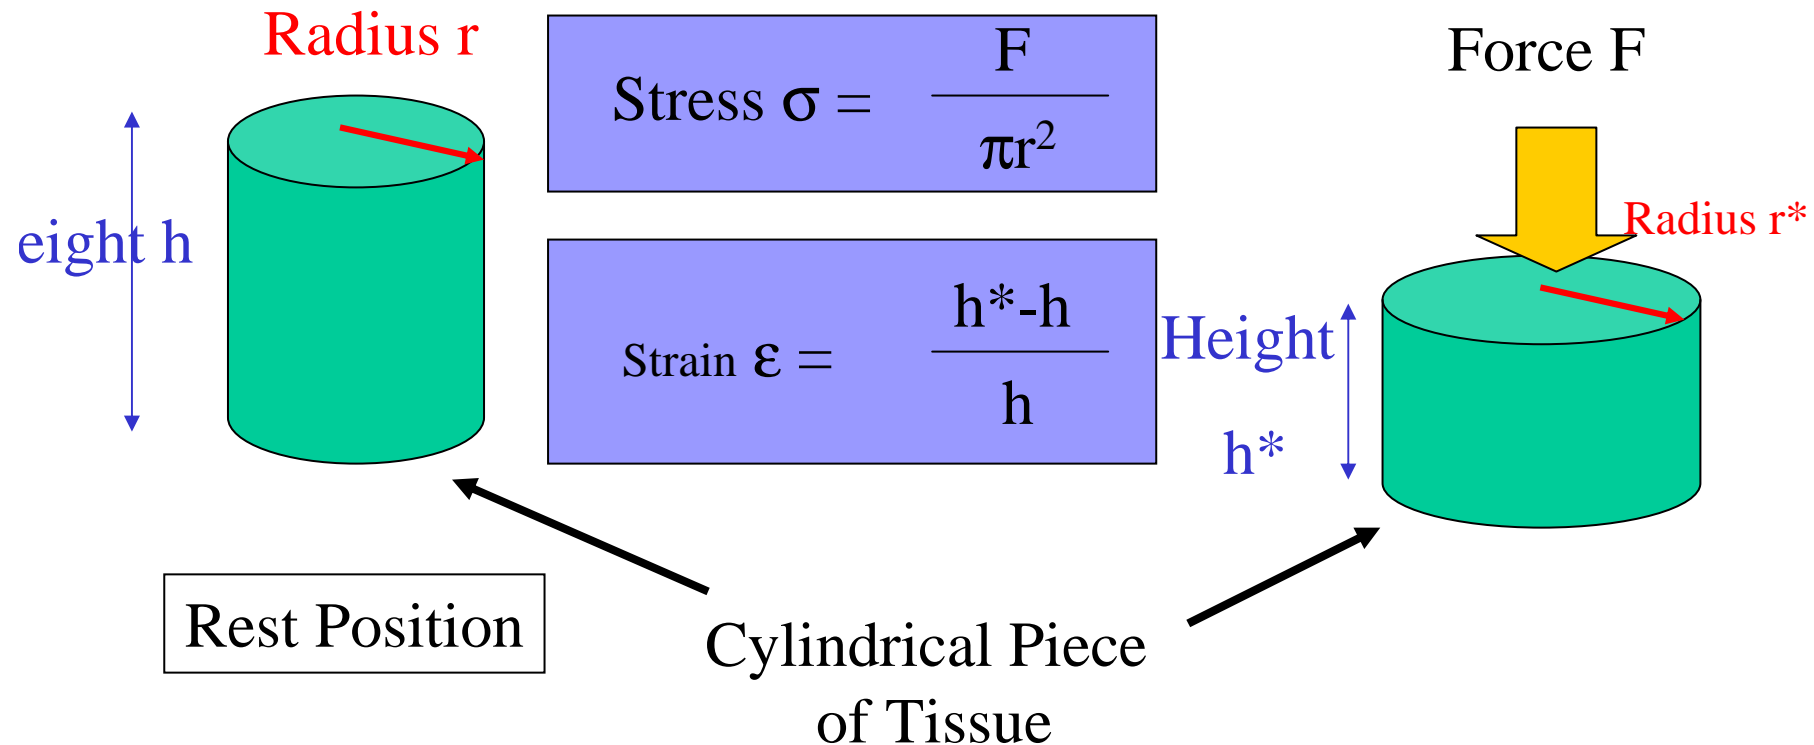 Radius r
eight h
Stress σ =
F
πr²
Strain ε =
h*-h
h
Force F
Radius r*
Height
h*
Rest Position
Cylindrical Piece
of Tissue